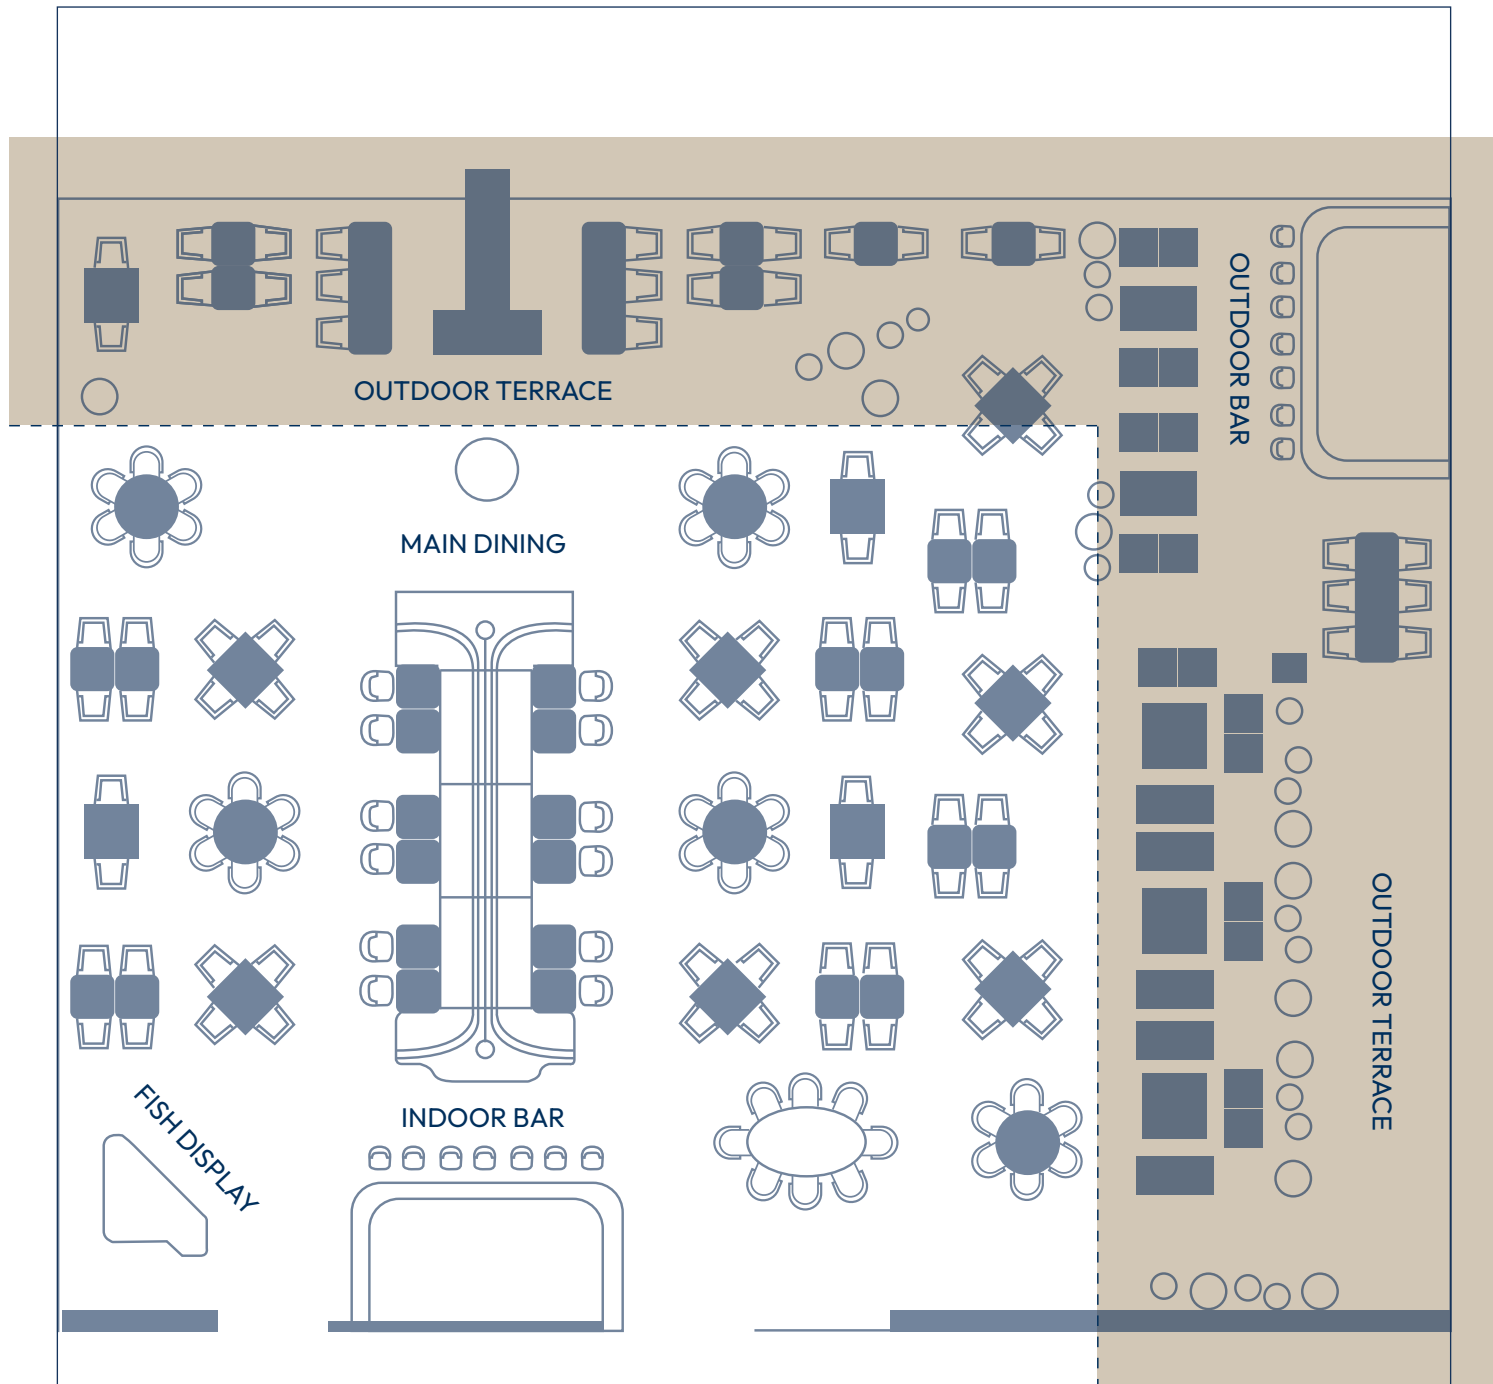 OUTDOOR BAR
OUTDOOR TERRACE
MAIN DINING
OUTDOOR TERRACE
FISH DISPLAY
INDOOR BAR